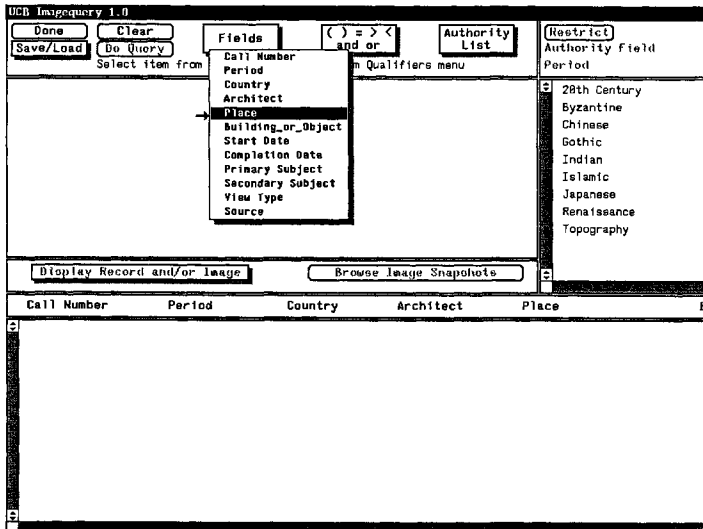 UCB Imagequery 1.0
Done Clear Fields ( ) = > < and or Authority List Restrict
Save/Load Do Query Authority field
Select item from m Qualifiers menu Period
Call Number
Period
Country
Architect
Place
Building_or_Object
Start Date
Completion Date
Primary Subject
Secondary Subject
View Type
Source
20th Century
Byzantine
Chinese
Gothic
Indian
Islamic
Japanese
Renaissance
Topography
Display Record and/or Image Browse Image Snapshots
Call Number Period Country Architect Place